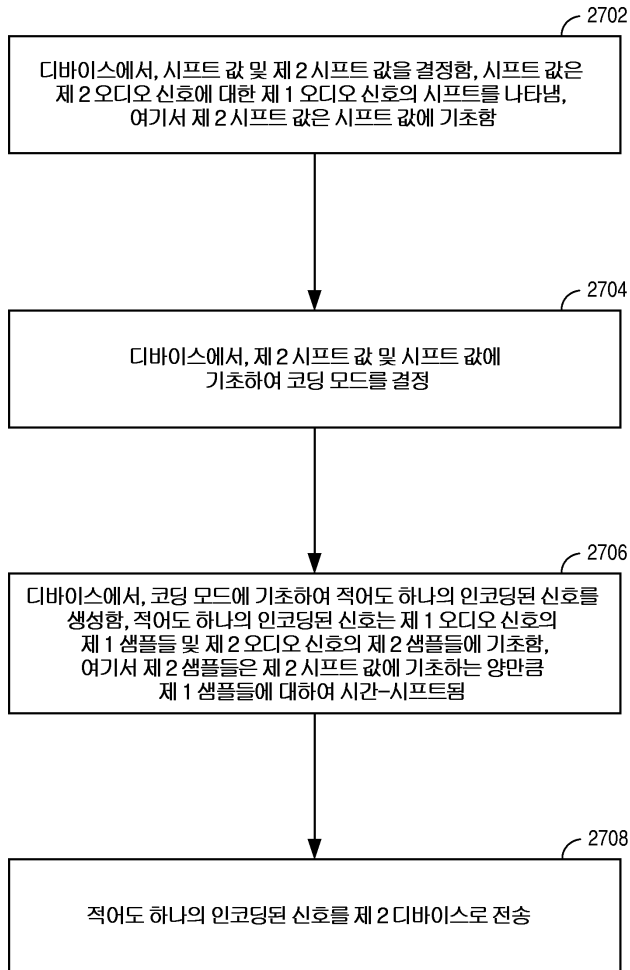 2702
디바이스에서, 시프트 값 및 제 2 시프트 값을 결정함, 시프트 값은
제 2 오디오 신호에 대한 제 1 오디오 신호의 시프트를 나타냄,
여기서 제 2 시프트 값은 시프트 값에 기초함
2704
디바이스에서, 제 2 시프트 값 및 시프트 값에
기초하여 코딩 모드를 결정
2706
디바이스에서, 코딩 모드에 기초하여 적어도 하나의 인코딩된 신호를
생성함, 적어도 하나의 인코딩된 신호는 제 1 오디오 신호의
제 1 샘플들 및 제 2 오디오 신호의 제 2 샘플들에 기초함,
여기서 제 2 샘플들은 제 2 시프트 값에 기초하는 양만큼
제 1 샘플들에 대하여 시간-시프트됨
2708
적어도 하나의 인코딩된 신호를 제 2 디바이스로 전송